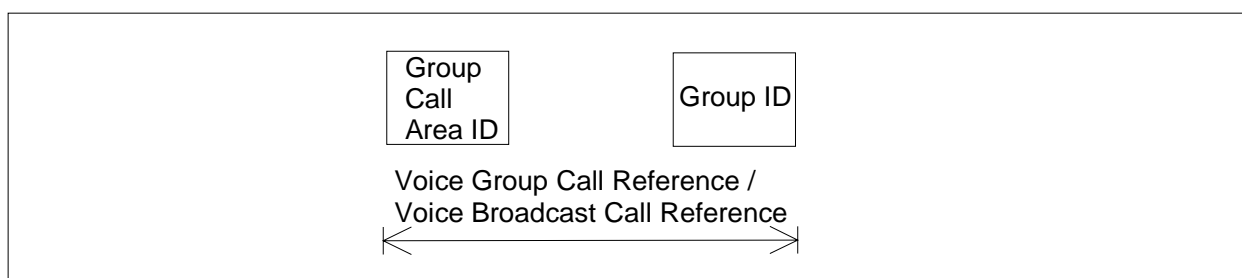 Group
Call
Area ID
Group ID
Voice Group Call Reference /
Voice Broadcast Call Reference